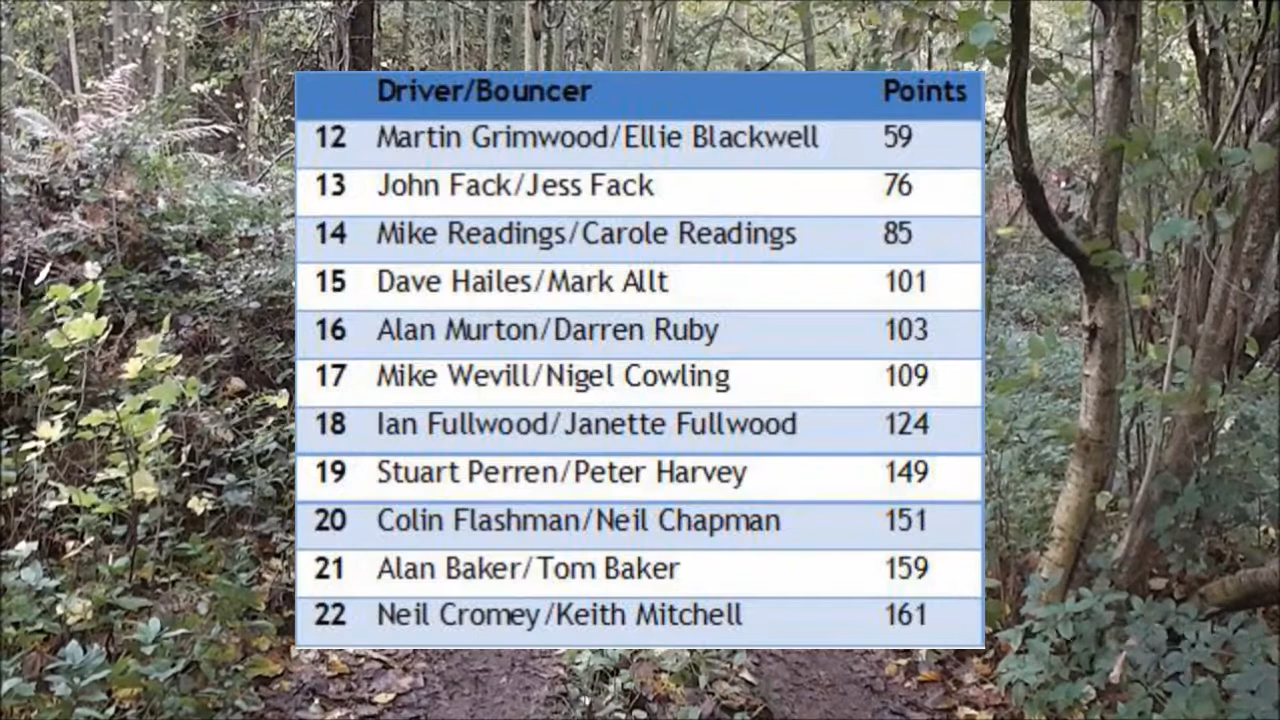 Driver/Bouncer Points
12 Martin Grimwood/Ellie Blackwell 59
13 John Fack/Jess Fack 76
14 Mike Readings/Carole Readings 85
15 Dave Hailes/Mark Allt 101
16 Alan Murton/Darren Ruby 103
17 Mike Wevill/Nigel Cowling 109
18 Ian Fullwood/Janette Fullwood 124
19 Stuart Perren/Peter Harvey 149
20 Colin Flashman/Neil Chapman 151
21 Alan Baker/Tom Baker 159
22 Neil Cromey/Keith Mitchell 161